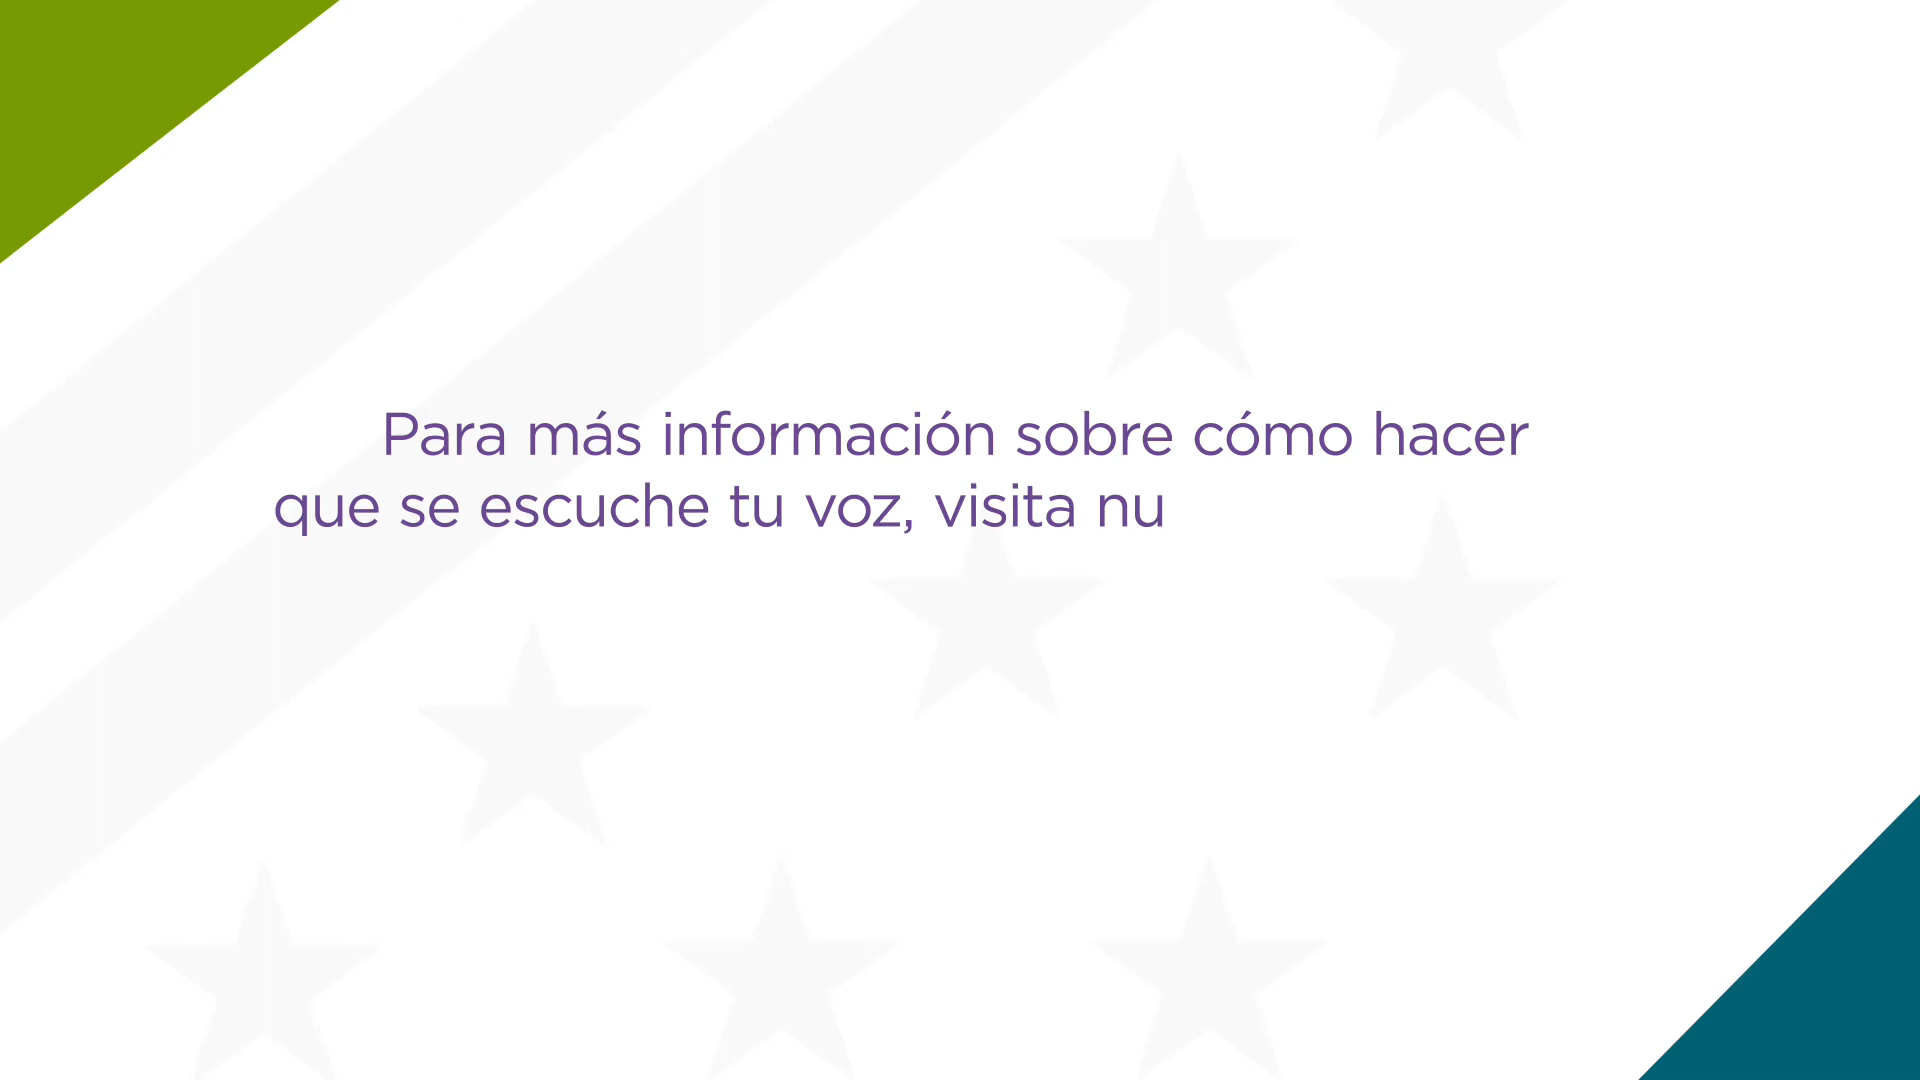 Para más información sobre cómo hacer
que se escuche tu voz, visita nu